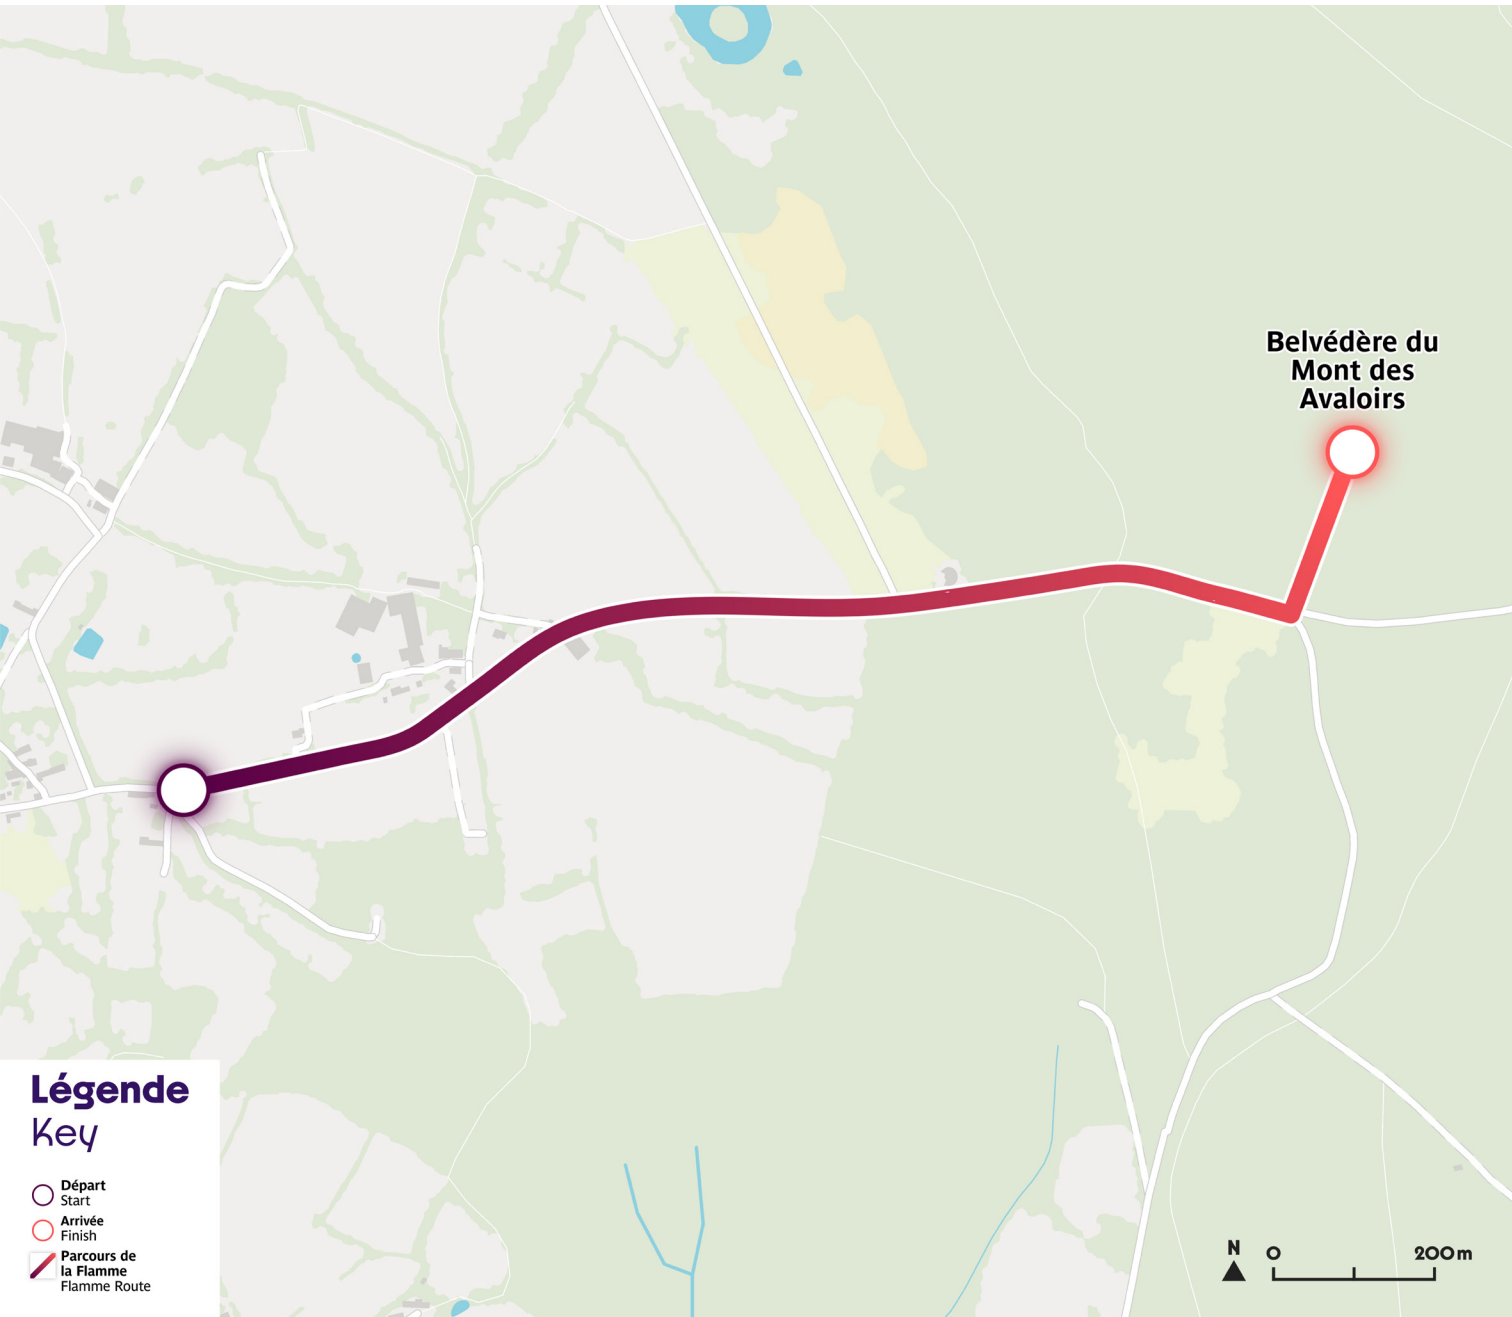 Belvédère du
Mont des
Avaloirs
Légende
Key
Départ
Start
Arrivée
Finish
Parcours de
la Flamme
Flamme Route
N 0 200m